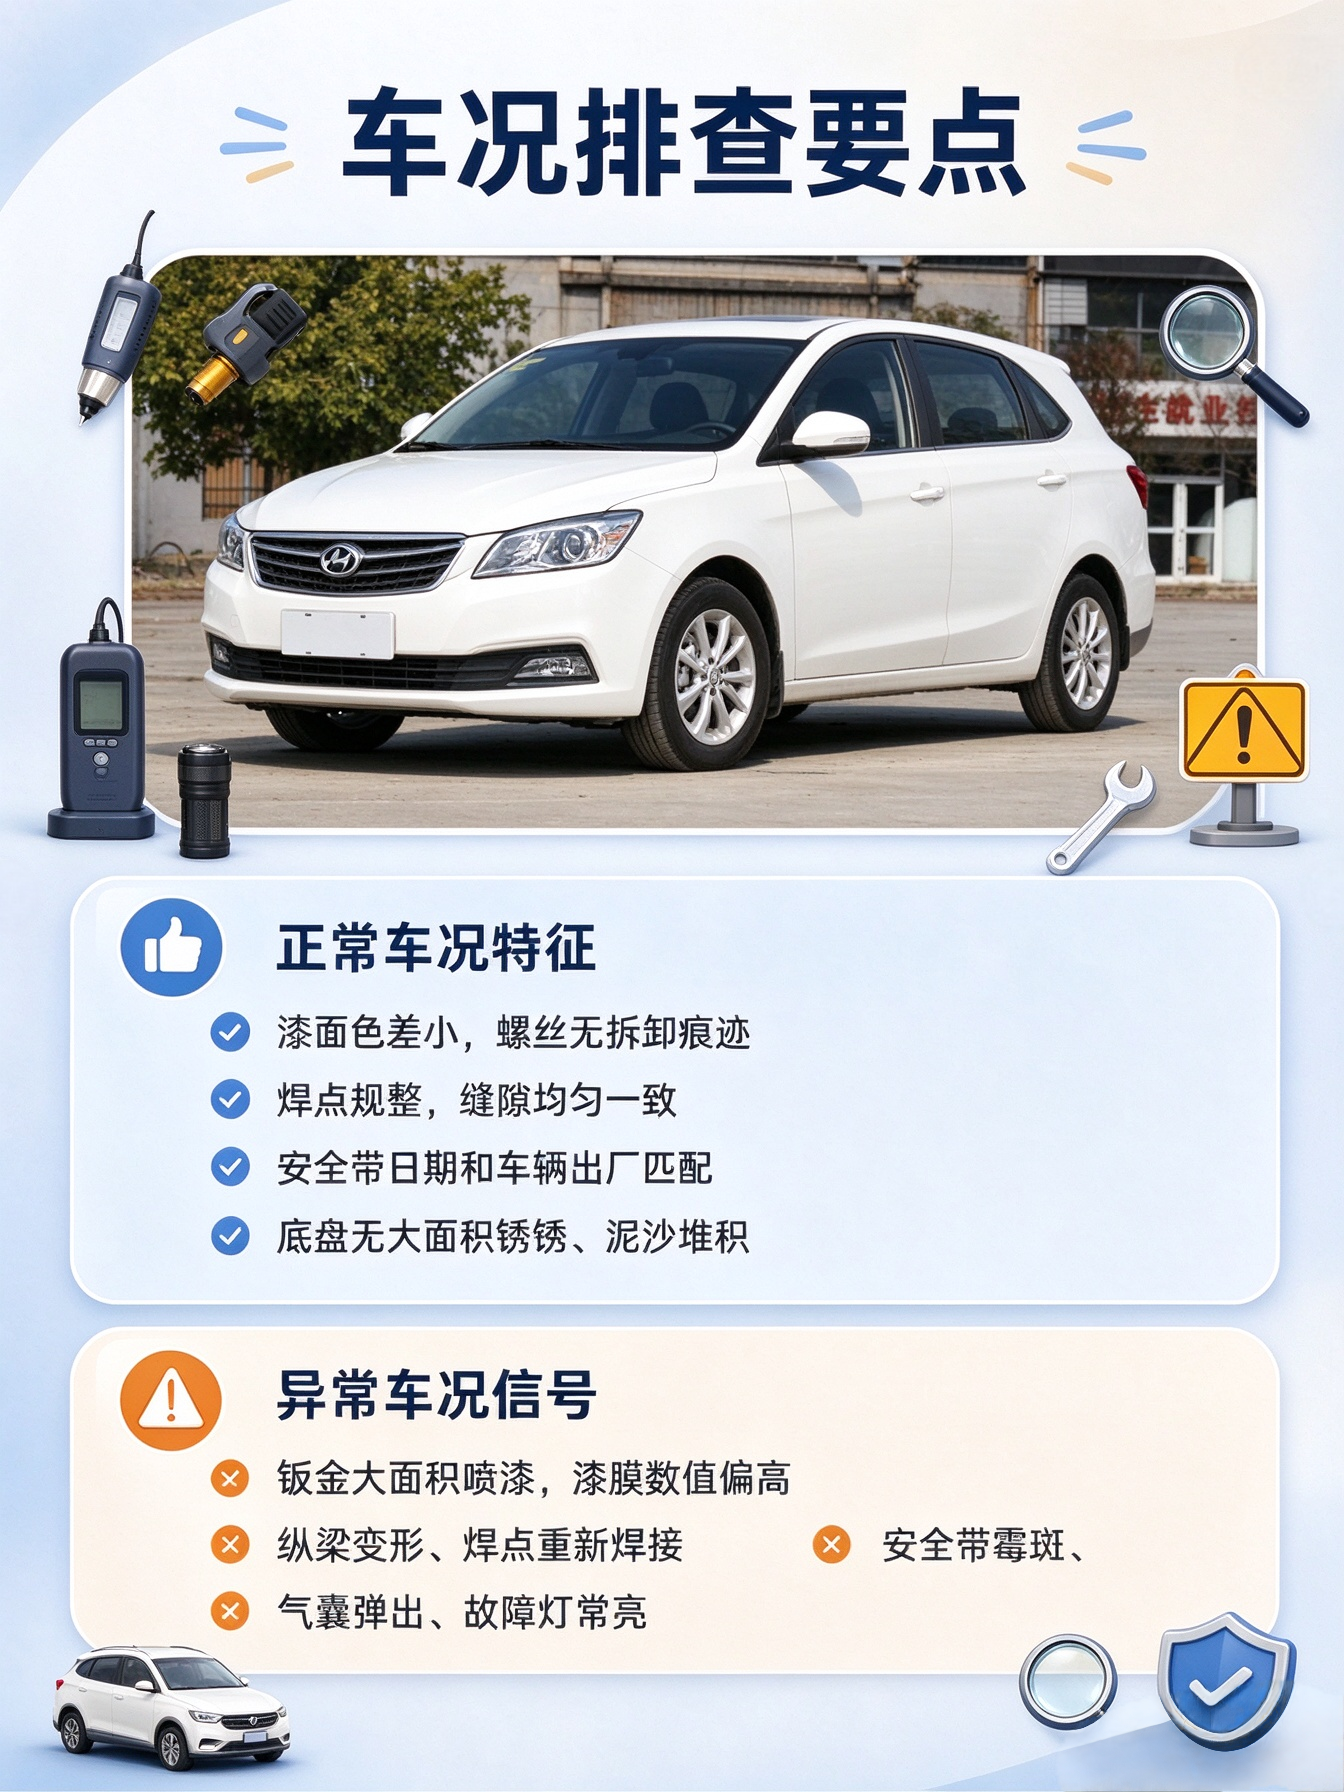 车况排查要点
正常车况特征
漆面色差小，螺丝无拆卸痕迹
焊点规整，缝隙均匀一致
安全带日期和车辆出厂匹配
底盘无大面积锈锈、泥沙堆积
异常车况信号
钣金大面积喷漆，漆膜数值偏高
纵梁变形、焊点重新焊接
安全带霉斑、
气囊弹出、故障灯常亮